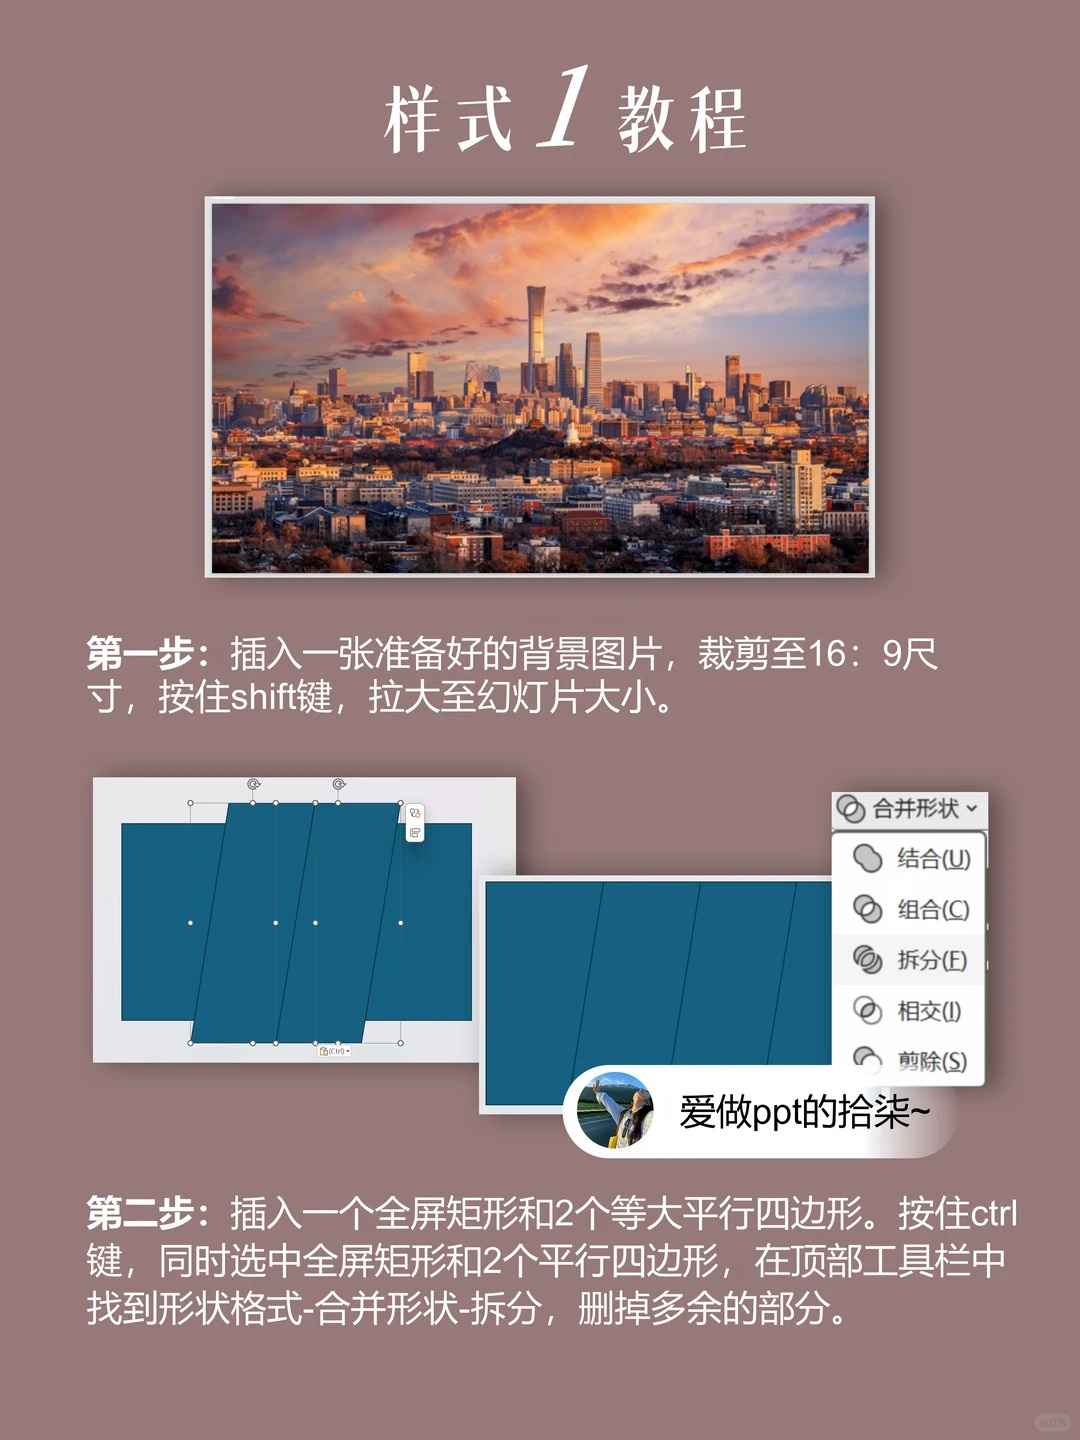 样式1教程
第一步：插入一张准备好的背景图片，裁剪至16：9尺
寸，按住shift键，拉大至幻灯片大小。
合并形状
结合(U)
组合(C)
拆分(F)
相交(I)
剪除(S)
(Ctrl)
爱做ppt的拾柒~
第二步：插入一个全屏矩形和2个等大平行四边形。按住ctrl
键，同时选中全屏矩形和2个平行四边形，在顶部工具栏中
找到形状格式-合并形状-拆分，删掉多余的部分。
小红书